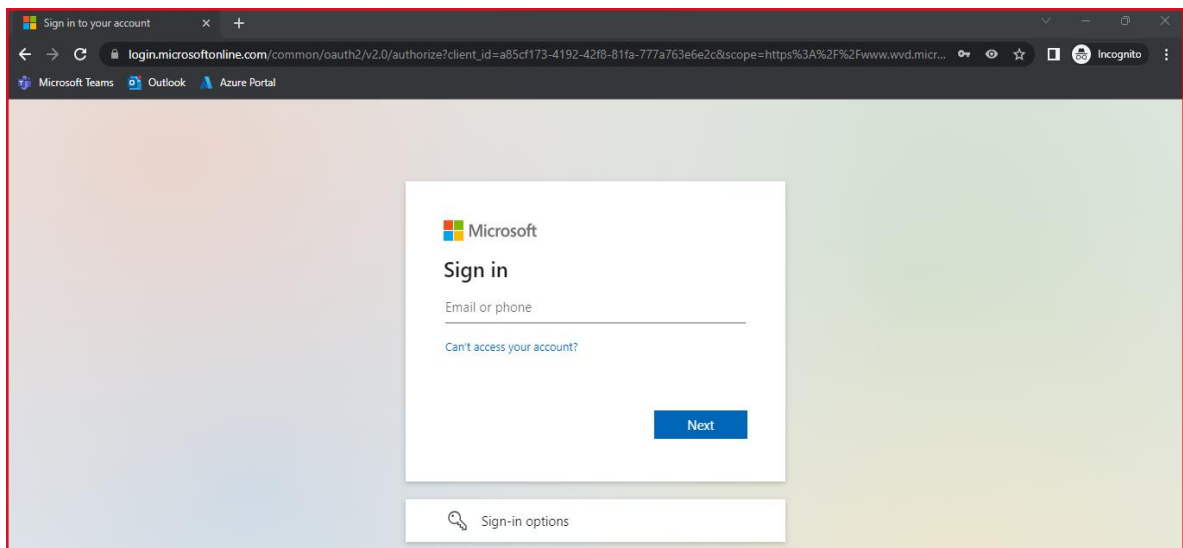 Sign in to your account
login.microsoftonline.com/common/oauth2/v2.0/authorize?client_id=a85cf173-4192-42f8-81fa-777a763e6e2c&scope=https%3A%2F%2Fwww.wvd.micr... Incognito
Microsoft Teams Outlook Azure Portal
Microsoft
Sign in
Email or phone
Can't access your account?
Next
Sign-in options